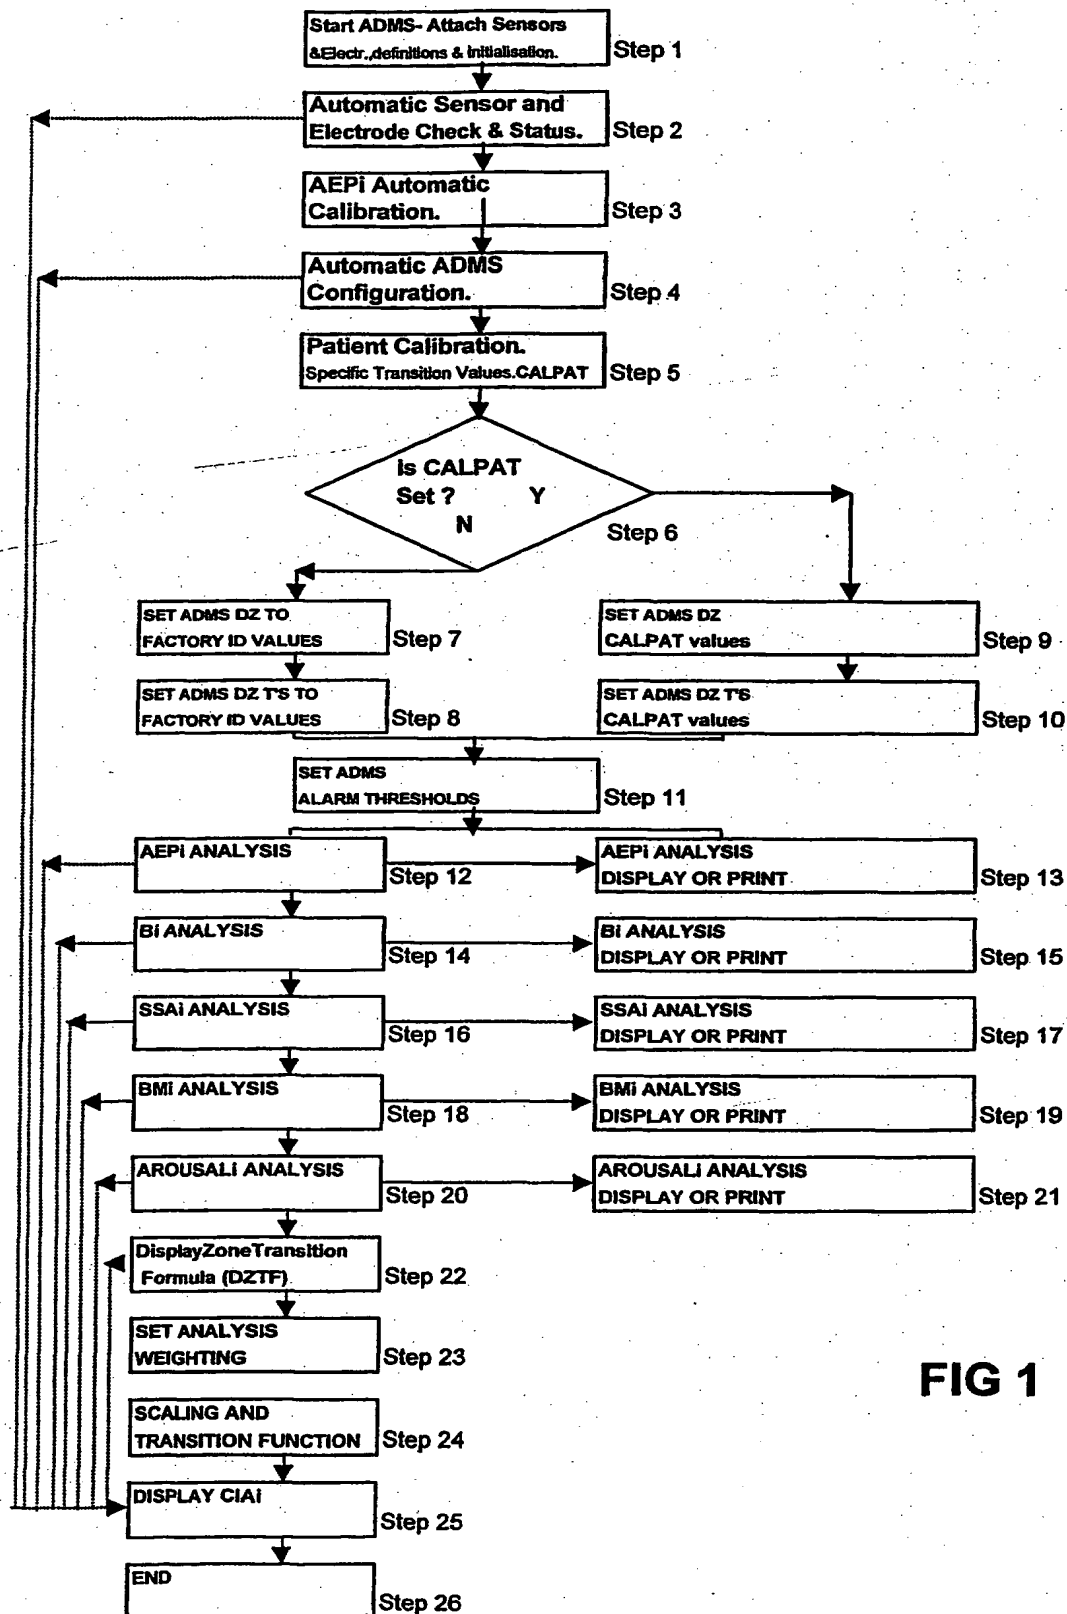 Start ADMS- Attach Sensors
&Electr.,definitions & Initialisation.
Step 1
Automatic Sensor and
Electrode Check & Status.
Step 2
AEPi Automatic
Calibration.
Step 3
Automatic ADMS
Configuration.
Step 4
Patient Calibration.
Specific Transition Values.CALPAT
Step 5
is CALPAT
Set ? Y
N
Step 6
SET ADMS DZ TO
FACTORY ID VALUES
Step 7
SET ADMS DZ
CALPAT values
Step 9
SET ADMS DZ T'S TO
FACTORY ID VALUES
Step 8
SET ADMS DZ T'S
CALPAT values
Step 10
SET ADMS
ALARM THRESHOLDS
Step 11
AEPi ANALYSIS
Step 12
AEPi ANALYSIS
DISPLAY OR PRINT
Step 13
Bi ANALYSIS
Step 14
Bi ANALYSIS
DISPLAY OR PRINT
Step 15
SSAi ANALYSIS
Step 16
SSAi ANALYSIS
DISPLAY OR PRINT
Step 17
BMi ANALYSIS
Step 18
BMi ANALYSIS
DISPLAY OR PRINT
Step 19
AROUSALi ANALYSIS
Step 20
AROUSALi ANALYSIS
DISPLAY OR PRINT
Step 21
DisplayZoneTransition
Formula (DZTF)
Step 22
SET ANALYSIS
WEIGHTING
Step 23
FIG 1
SCALING AND
TRANSITION FUNCTION
Step 24
DISPLAY CIAi
Step 25
END
Step 26